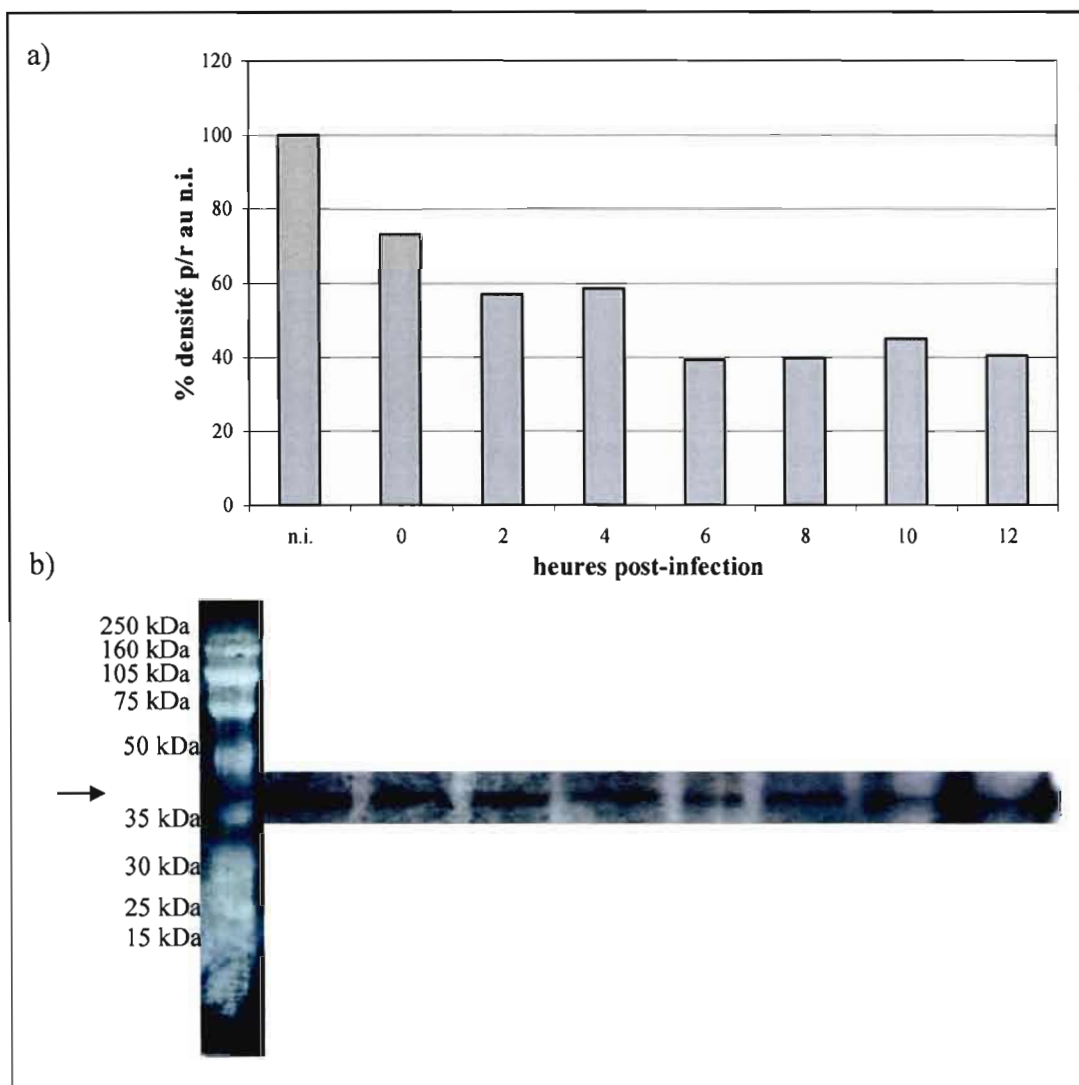 a)
120
100
80
60
40
20
0
% densité p/r au n.i.
n.i. 0 2 4 6 8 10 12
heures post-infection
b)
250 kDa
160 kDa
105 kDa
75 kDa
50 kDa
35 kDa
30 kDa
25 kDa
15 kDa